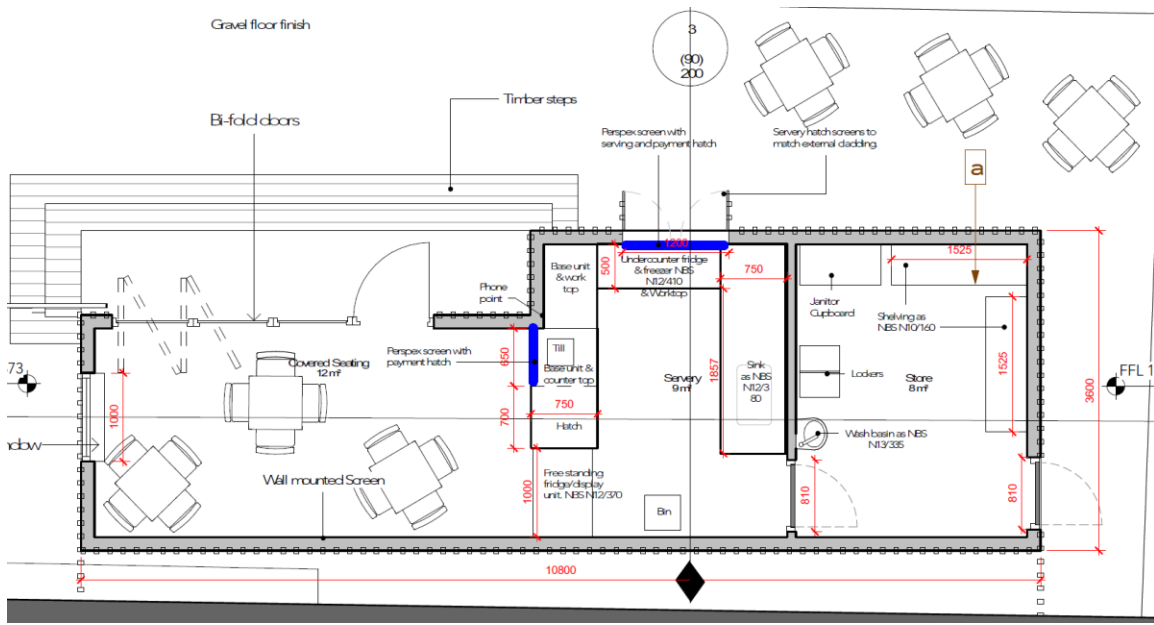 Gravel floor finish
3
(90)
200
Timber steps
Bi-fold doors
Perspex screen with
serving and payment hatch
Servery hatch screens to
match external cladding.
a
1200
500
Base unit
& work
top
Undercounter fridge
& freezer NBS
N12/410
& Worktop
750
1525
Phone
point
Janitor
Cupboard
Shelving as
NBS N10/160
Perspex screen with
payment hatch
650
Till
Base unit &
counter top
Covered Seating
12 m²
73
1000
Servery
9 m²
1857
Sink
as NBS
N12/3
80
Lockers
Store
8 m²
1525
FFL 1
3600
750
700
Hatch
Wash basin as NBS
N13/335
ndow
Wall mounted Screen
Free standing
fridge/display
unit. NBS N12/370
1000
Bin
810
810
10800